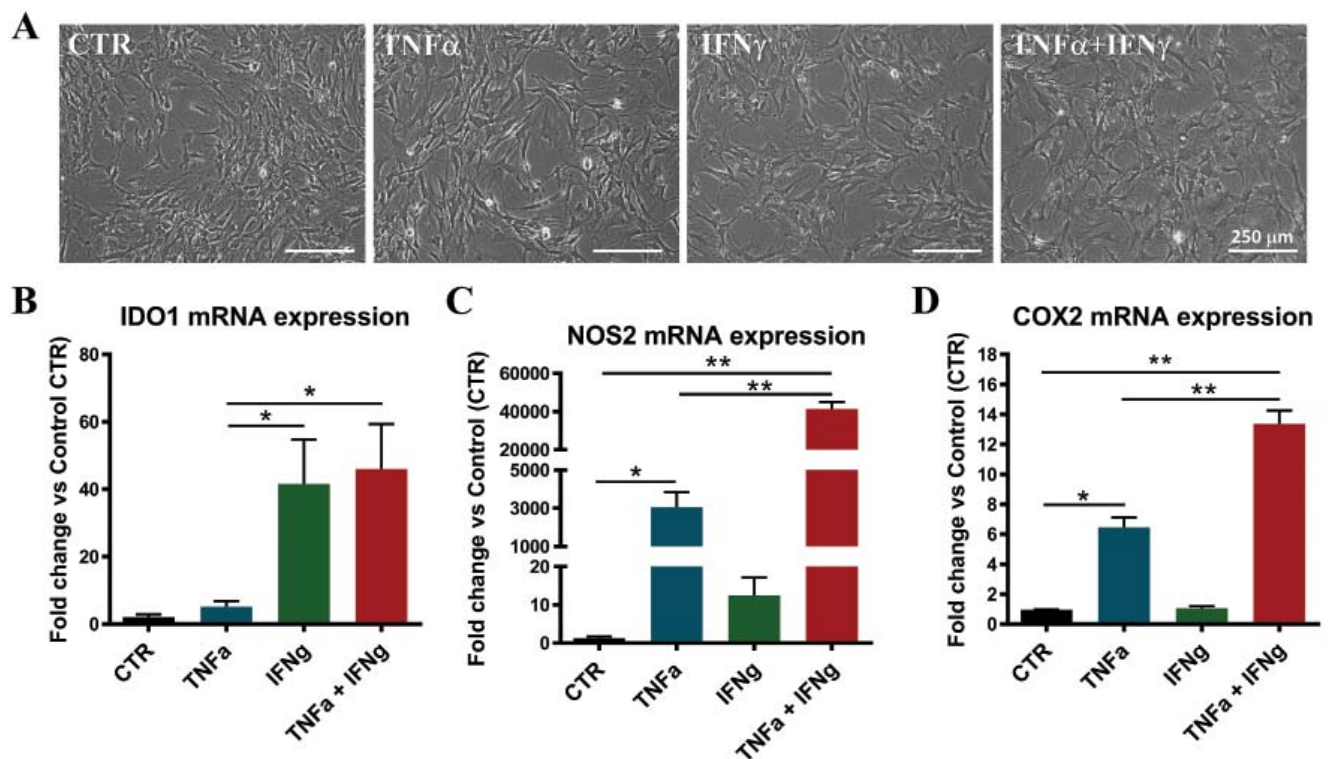 A
CTR
TNFα
IFNγ
TNFα+IFNγ
250 μm
B
IDO1 mRNA expression
Fold change vs Control CTR)
80
60
40
20
0
*
*
CTR
TNFa
IFNg
TNFa + IFNg
C
NOS2 mRNA expression
Fold change vs Control (CTR)
60000
40000
20000
5000
3000
1000
20
10
0
**
**
*
CTR
TNFa
IFNg
TNFa + IFNg
D
COX2 mRNA expression
Fold change vs Control (CTR)
18
16
14
12
10
8
6
4
2
0
**
**
*
CTR
TNFa
IFNg
TNFa + IFNg